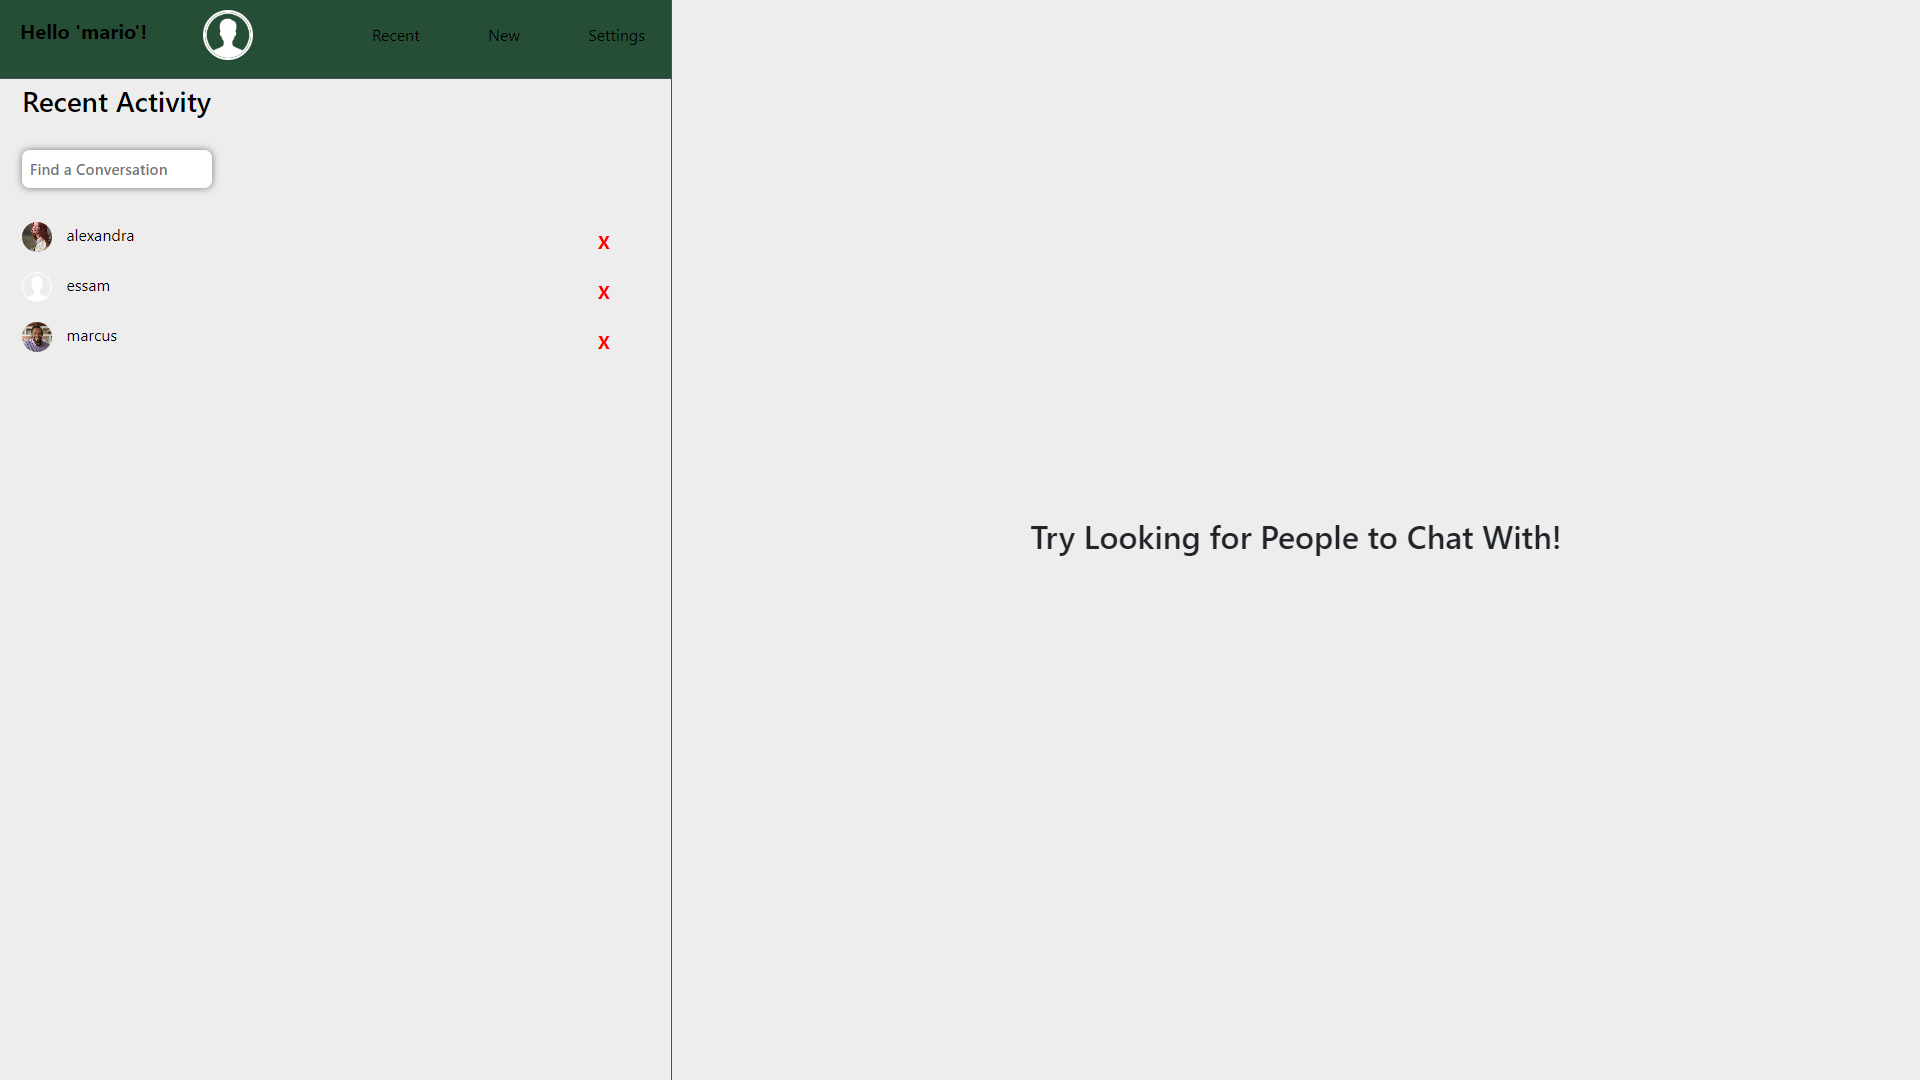 Hello 'mario'!
Recent
New
Settings
Recent Activity
Find a Conversation
alexandra
X
essam
X
marcus
X
Try Looking for People to Chat With!